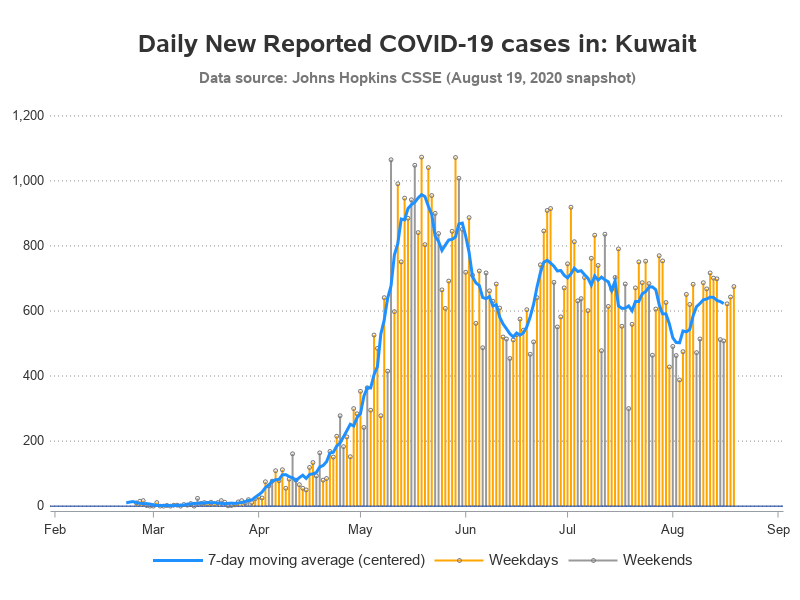 Daily New Reported COVID-19 cases in: Kuwait
Data source: Johns Hopkins CSSE (August 19, 2020 snapshot)
1,200
1,000
800
600
400
200
0
Feb Mar Apr May Jun Jul Aug Sep
7-day moving average (centered) Weekdays Weekends